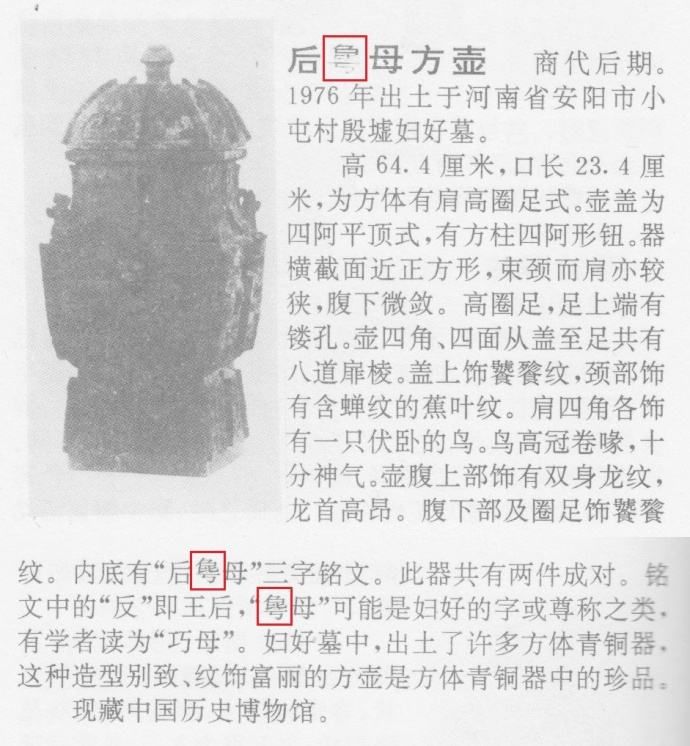 后母方壶 商代后期。
1976年出土于河南省安阳市小
屯村殷墟妇好墓。
高64.4厘米,口长23.4厘
米,为方体有肩高圈足式。壶盖为
四阿平顶式,有方柱四阿形钮。器
横截面近正方形,束颈而肩亦较
狭,腹下微敛。高圈足,足上端有
镂孔。壶四角、四面从盖至足共有
八道扉棱。盖上饰饕餮纹,颈部饰
有含蝉纹的蕉叶纹。肩四角各饰
有一只伏卧的鸟。鸟高冠卷喙,十
分神气。壶腹上部饰有双身龙纹,
龙首高昂。腹下部及圈足饰饕餮
纹。内底有“后母”三字铭文。此器共有两件成对。铭
文中的“反”即王后,“母”可能是妇好的字或尊称之类,
有学者读为“巧母”。妇好墓中,出土了许多方体青铜器,
这种造型别致、纹饰富丽的方壶是方体青铜器中的珍品。
现藏中国历史博物馆。